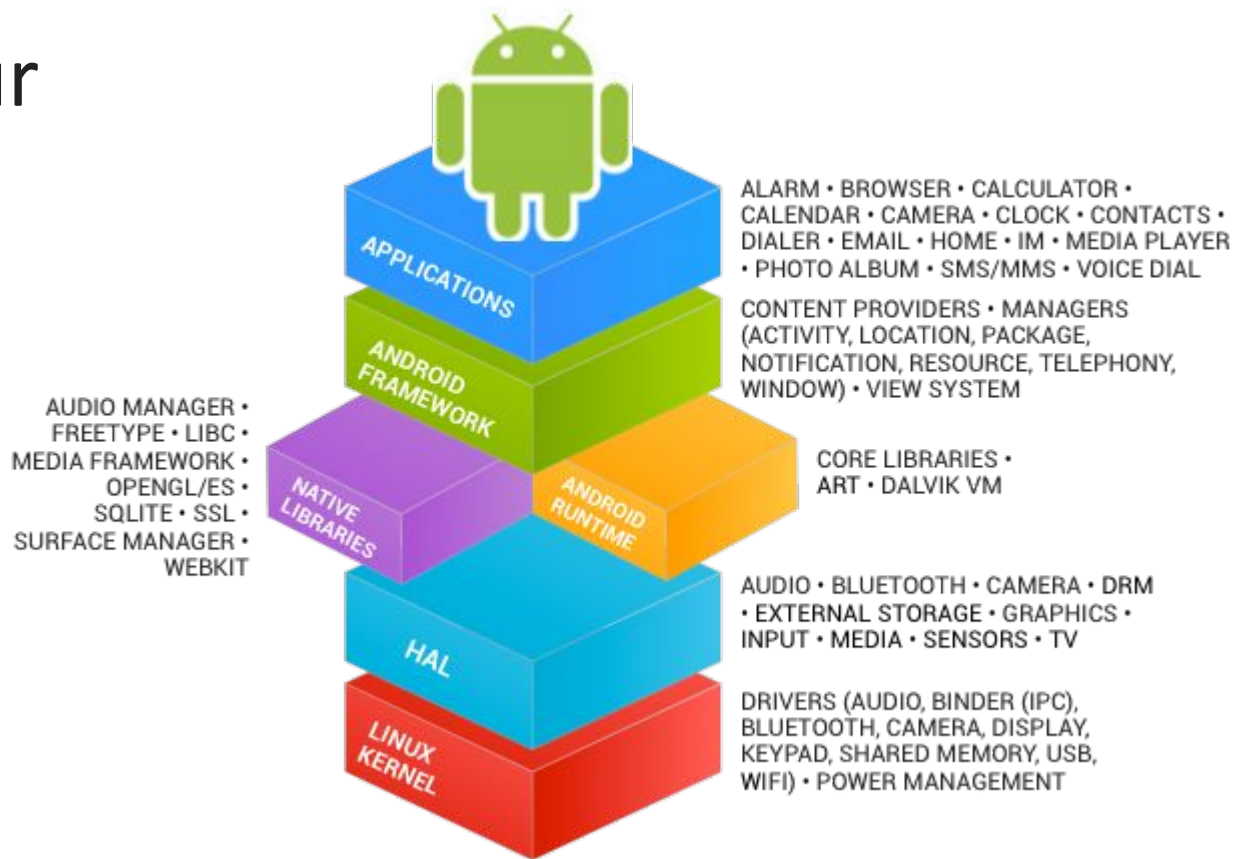 ur
APPLICATIONS
ALARM • BROWSER • CALCULATOR •
CALENDAR • CAMERA • CLOCK • CONTACTS •
DIALER • EMAIL • HOME • IM • MEDIA PLAYER
• PHOTO ALBUM • SMS/MMS • VOICE DIAL
ANDROID
FRAMEWORK
CONTENT PROVIDERS • MANAGERS
(ACTIVITY, LOCATION, PACKAGE,
NOTIFICATION, RESOURCE, TELEPHONY,
WINDOW) • VIEW SYSTEM
AUDIO MANAGER •
FREETYPE • LIBC •
MEDIA FRAMEWORK •
OPENGL/ES •
SQLITE • SSL •
SURFACE MANAGER •
WEBKIT
NATIVE
LIBRARIES
ANDROID
RUNTIME
CORE LIBRARIES •
ART • DALVIK VM
HAL
AUDIO • BLUETOOTH • CAMERA • DRM
• EXTERNAL STORAGE • GRAPHICS •
INPUT • MEDIA • SENSORS • TV
LINUX
KERNEL
DRIVERS (AUDIO, BINDER (IPC),
BLUETOOTH, CAMERA, DISPLAY,
KEYPAD, SHARED MEMORY, USB,
WIFI) • POWER MANAGEMENT